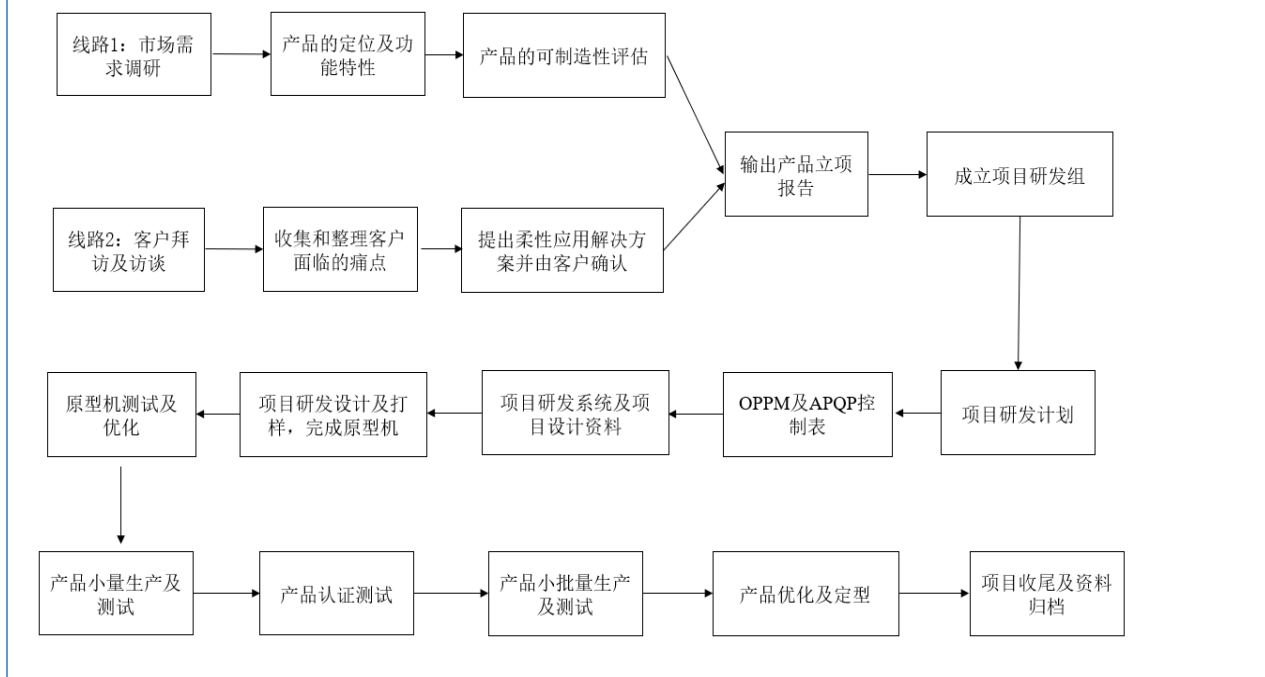 线路1：市场需
求调研
产品的定位及功
能特性
产品的可制造性评估
线路2：客户拜
访及访谈
收集和整理客户
面临的痛点
提出柔性应用解决方
案并由客户确认
输出产品立项
报告
成立项目研发组
项目研发计划
OPPM及APQP控
制表
项目研发系统及项
目设计资料
项目研发设计及打
样，完成原型机
原型机测试及
优化
产品小量生产及
测试
产品认证测试
产品小批量生产
及测试
产品优化及定型
项目收尾及资料
归档